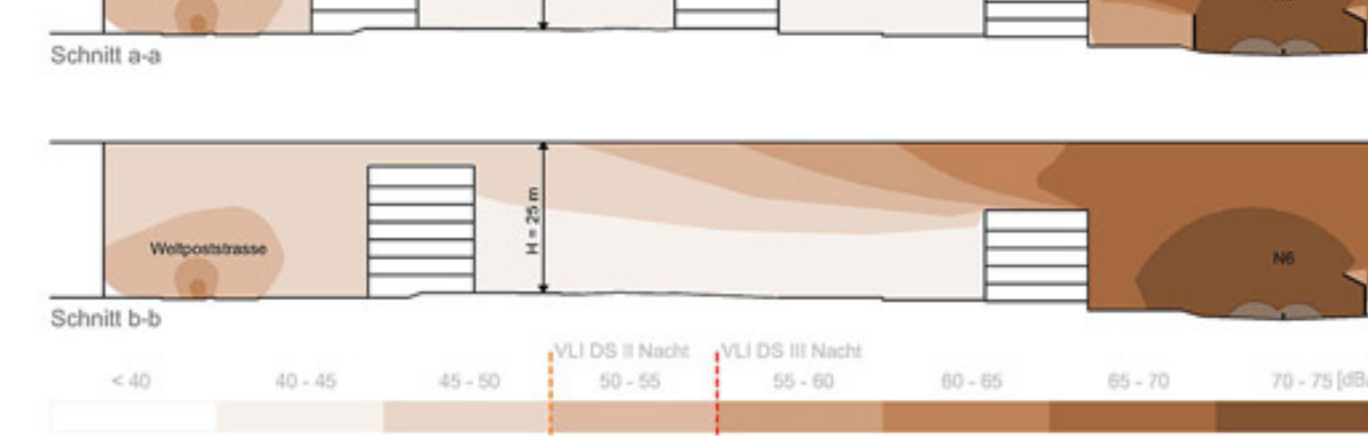 Schnitt a-a
H = 25 m
Weltpoststrasse
N6
Schnitt b-b
VLI DS II Nacht VLI DS III Nacht
< 40 40 - 45 45 - 50 50 - 55 55 - 60 60 - 65 65 - 70 70 - 75 [dB